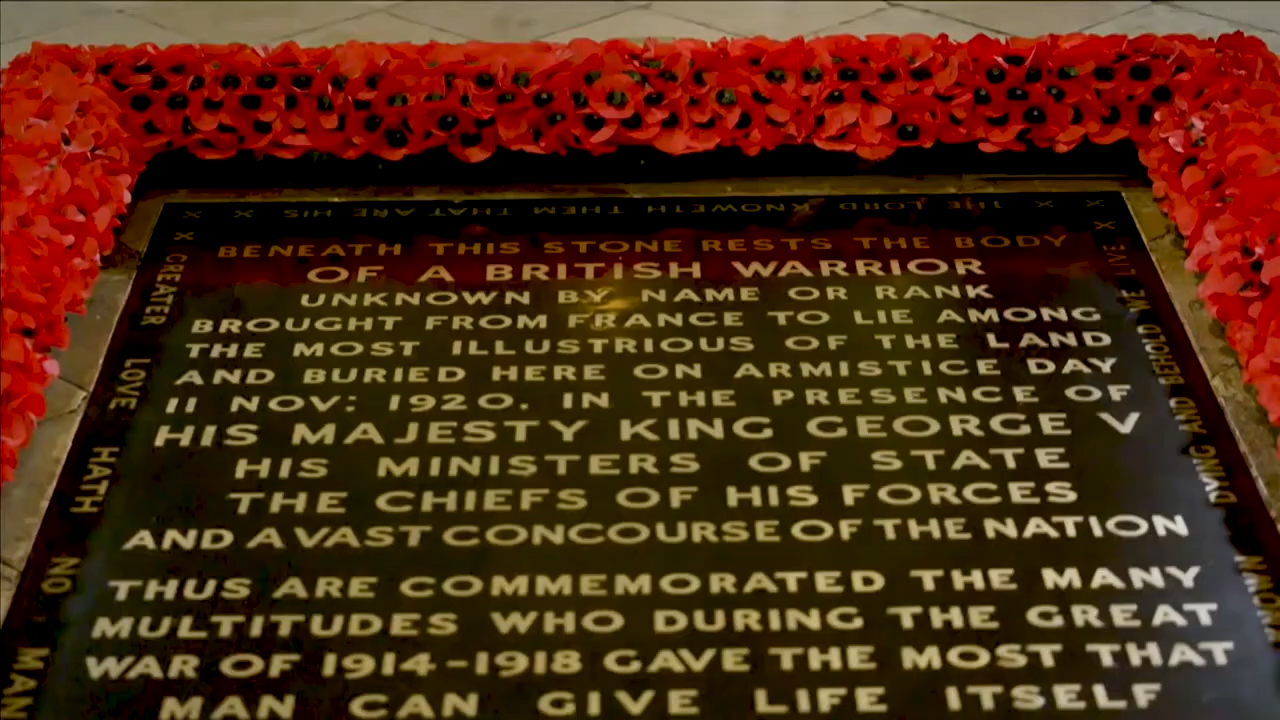 THE LORD KNOWETH THEM THAT ARE HIS
BENEATH THIS STONE RESTS THE BODY
OF A BRITISH WARRIOR
UNKNOWN BY NAME OR RANK
BROUGHT FROM FRANCE TO LIE AMONG
THE MOST ILLUSTRIOUS OF THE LAND
AND BURIED HERE ON ARMISTICE DAY
11 NOV: 1920, IN THE PRESENCE OF
HIS MAJESTY KING GEORGE V
HIS MINISTERS OF STATE
THE CHIEFS OF HIS FORCES
AND A VAST CONCOURSE OF THE NATION
THUS ARE COMMEMORATED THE MANY
MULTITUDES WHO DURING THE GREAT
WAR OF 1914-1918 GAVE THE MOST THAT
MAN CAN GIVE LIFE ITSELF
GREATER LOVE HATH NO MAN
DYING AND BEHOLD WE LIVE